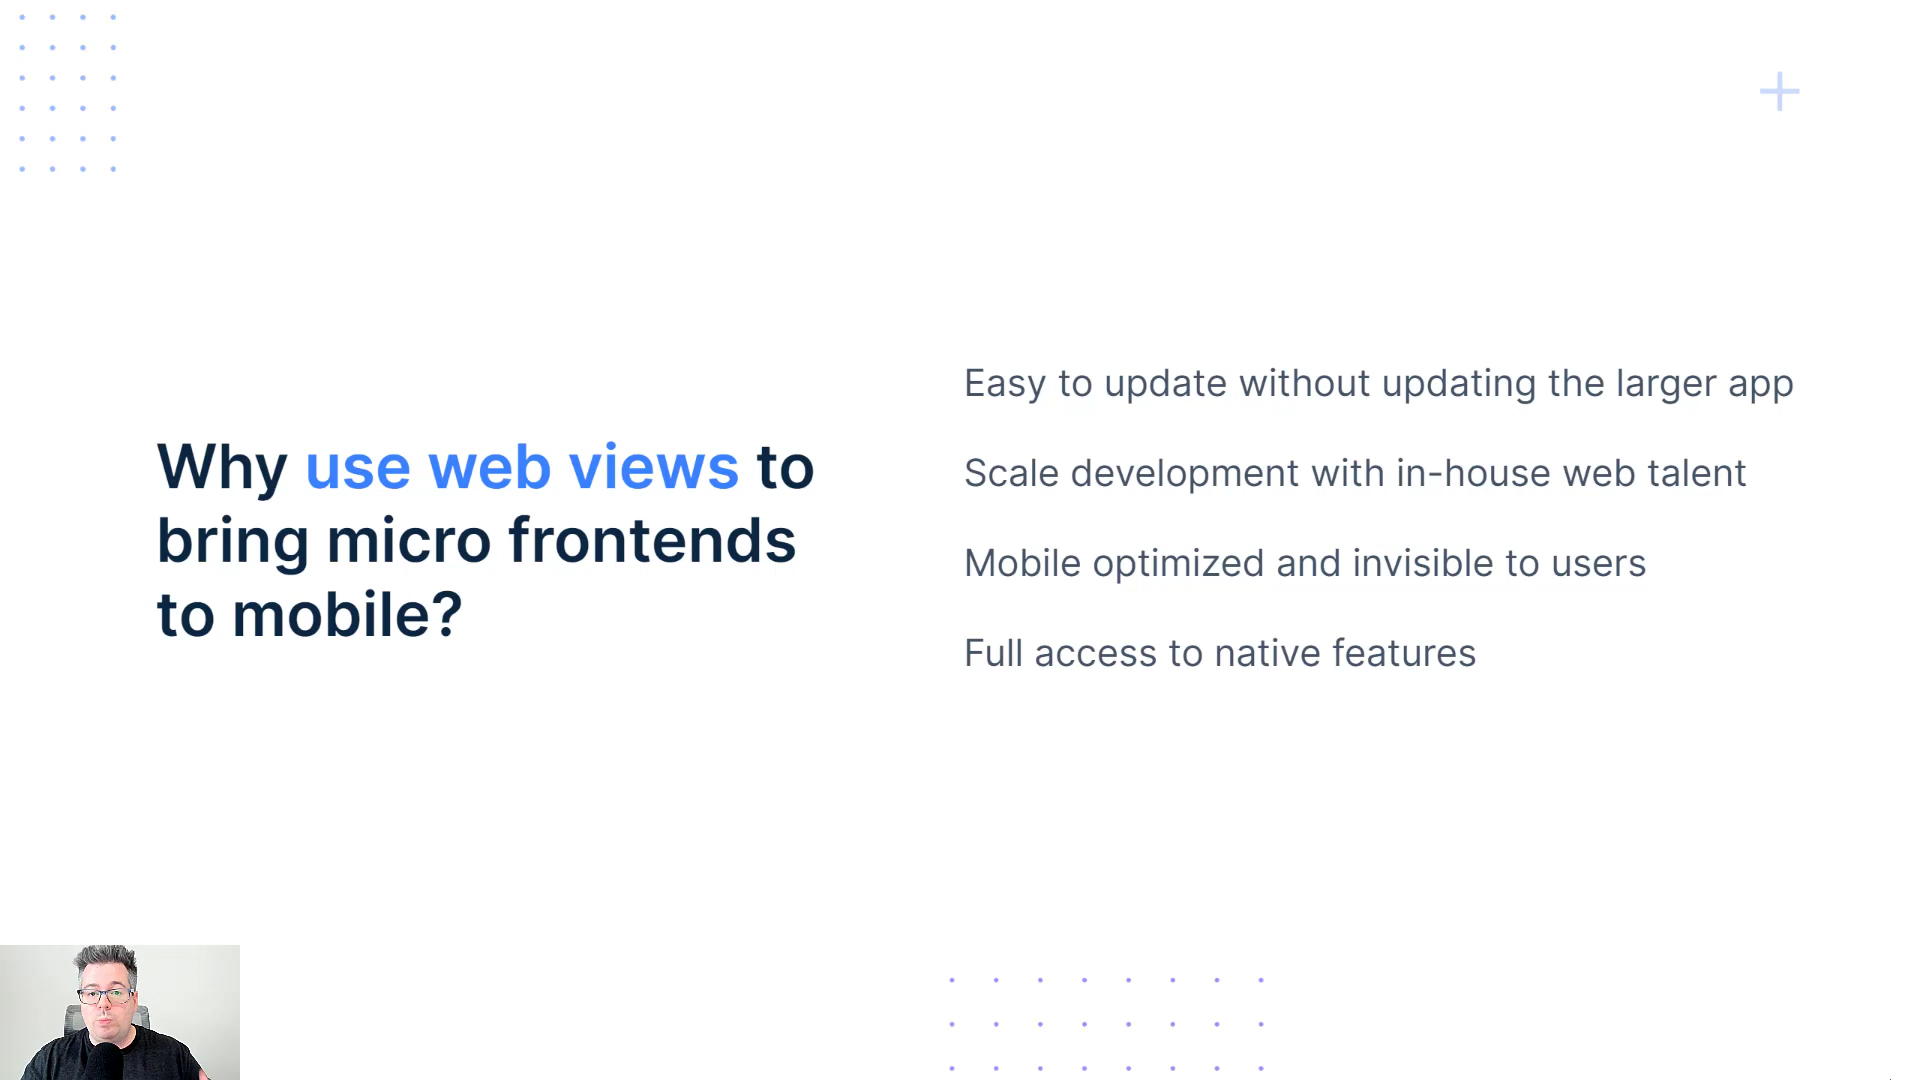 Why use web views to
bring micro frontends
to mobile?
Easy to update without updating the larger app
Scale development with in-house web talent
Mobile optimized and invisible to users
Full access to native features